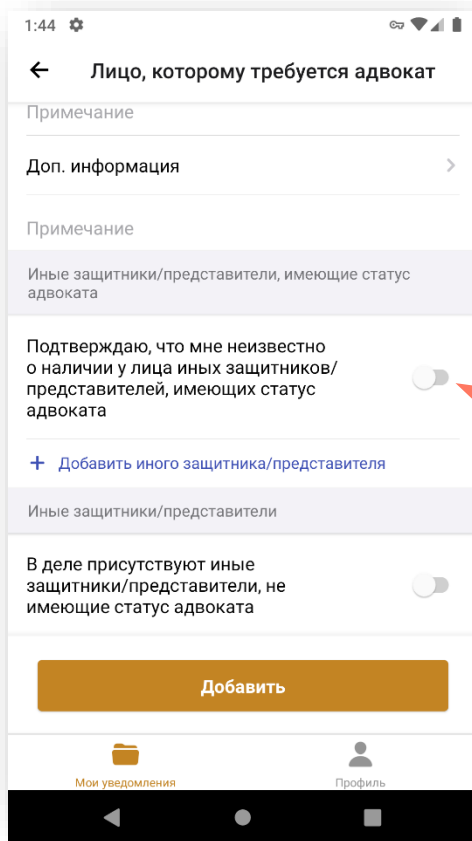 1:44
Лицо, которому требуется адвокат
Примечание
Доп. информация
Примечание
Иные защитники/представители, имеющие статус
адвоката
Подтверждаю, что мне неизвестно
о наличии у лица иных защитников/
представителей, имеющих статус
адвоката
+ Добавить иного защитника/представителя
Иные защитники/представители
В деле присутствуют иные
защитники/представители, не
имеющие статус адвоката
Добавить
Мои уведомления
Профиль